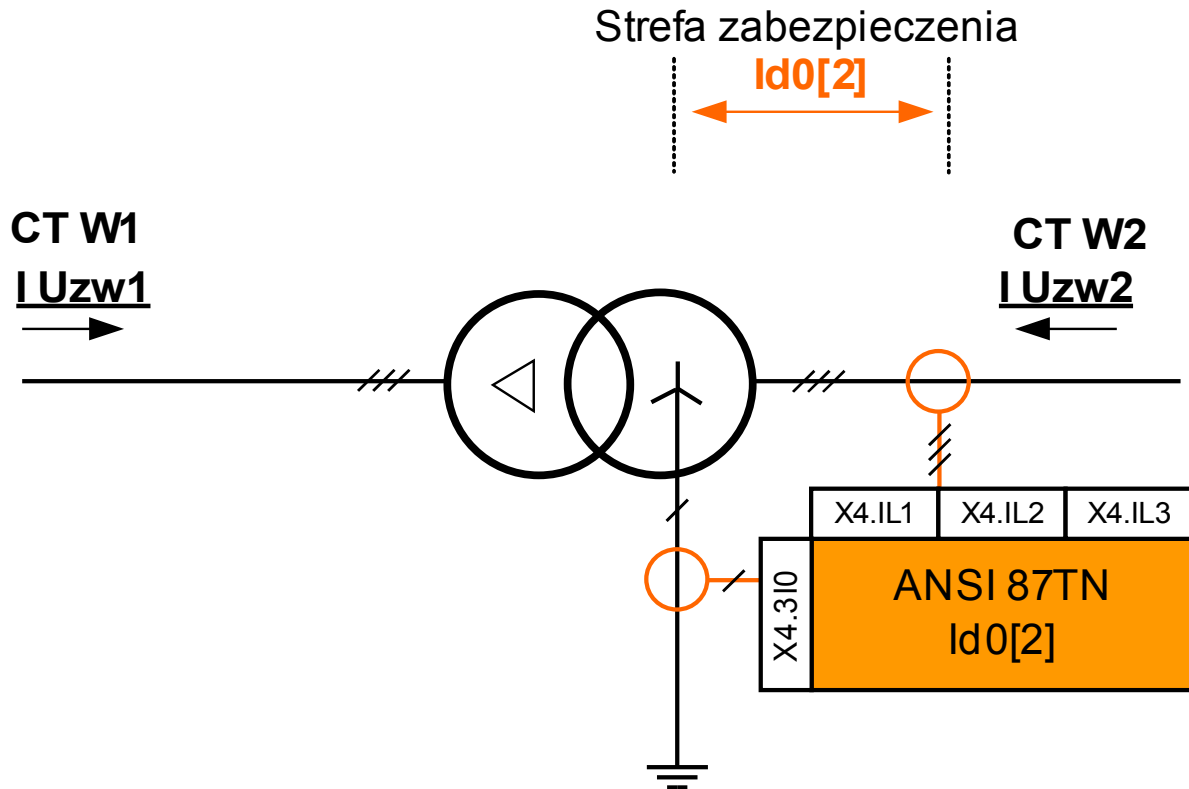 Strefa zabezpieczenia
Id0[2]
CT W1
I Uzw1
CT W2
I Uzw2
X4.IL1
X4.IL2
X4.IL3
X4.3I0
ANSI 87TN
Id0[2]